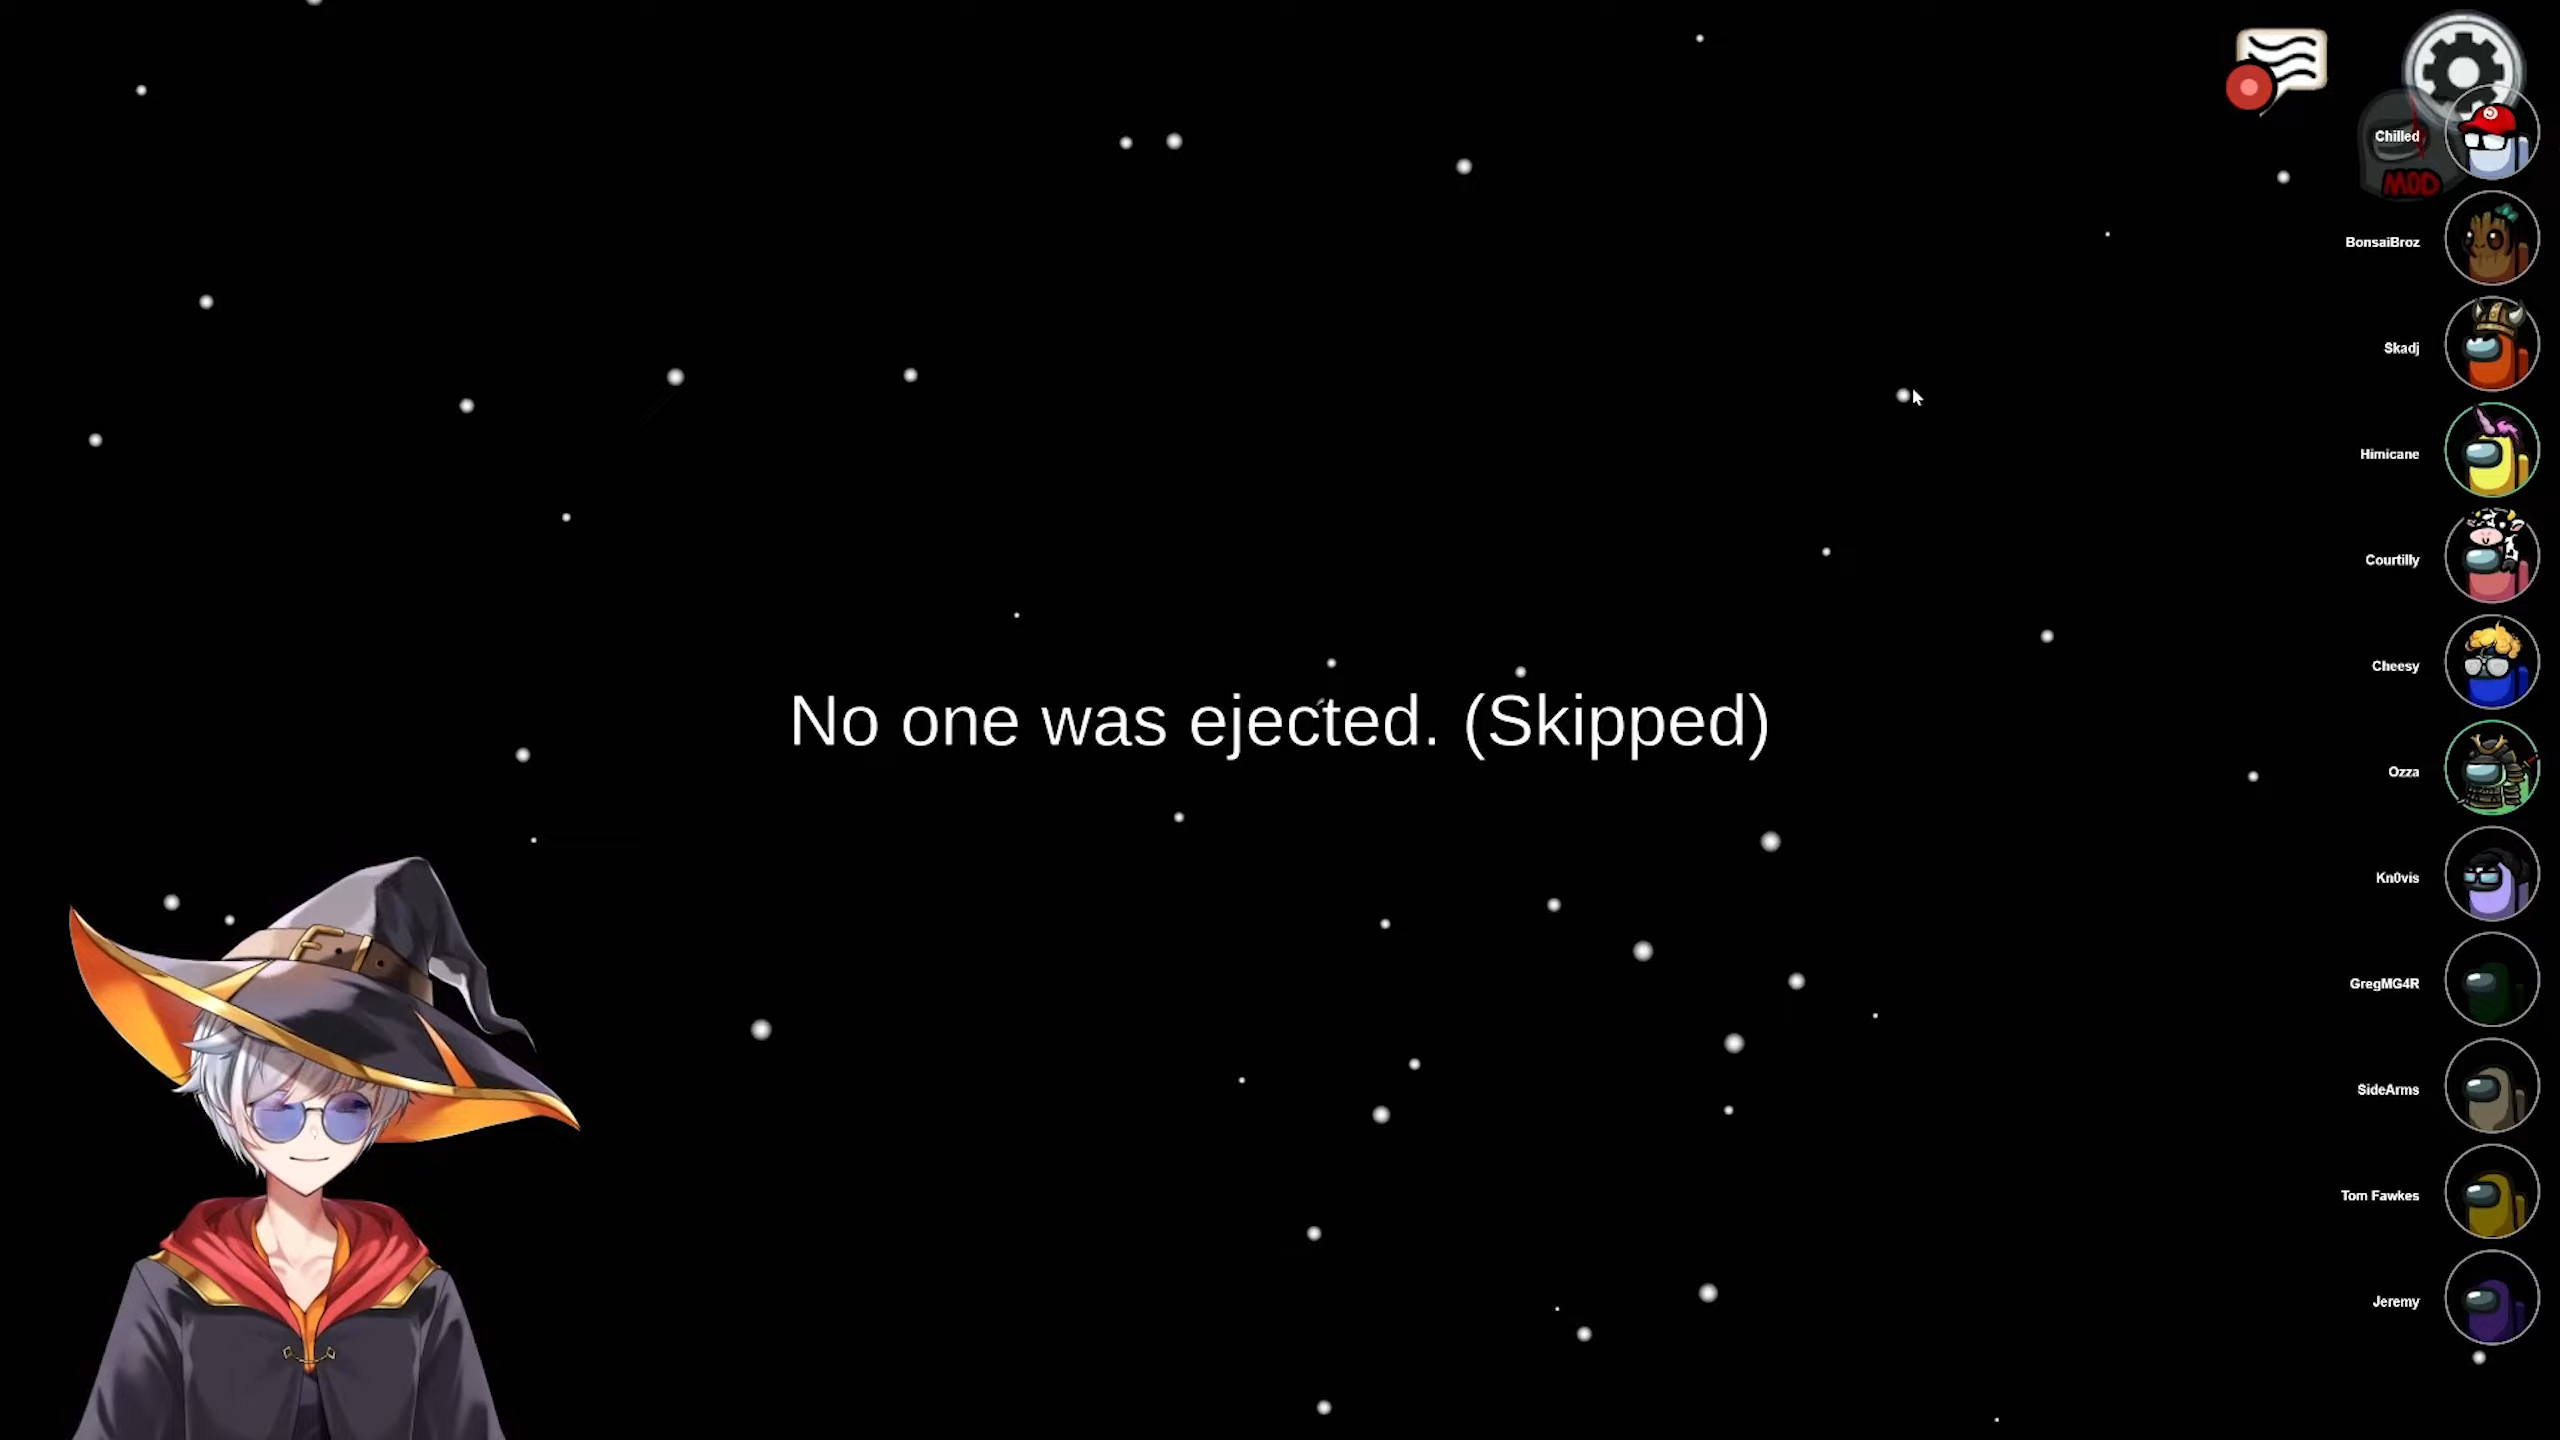 Chilled
MOD
BonsaiBroz
Skadj
Himicane
Courtilly
No one was ejected. (Skipped)
Cheesy
Ozza
Kn0vis
GregMG4R
SideArms
Tom Fawkes
Jeremy